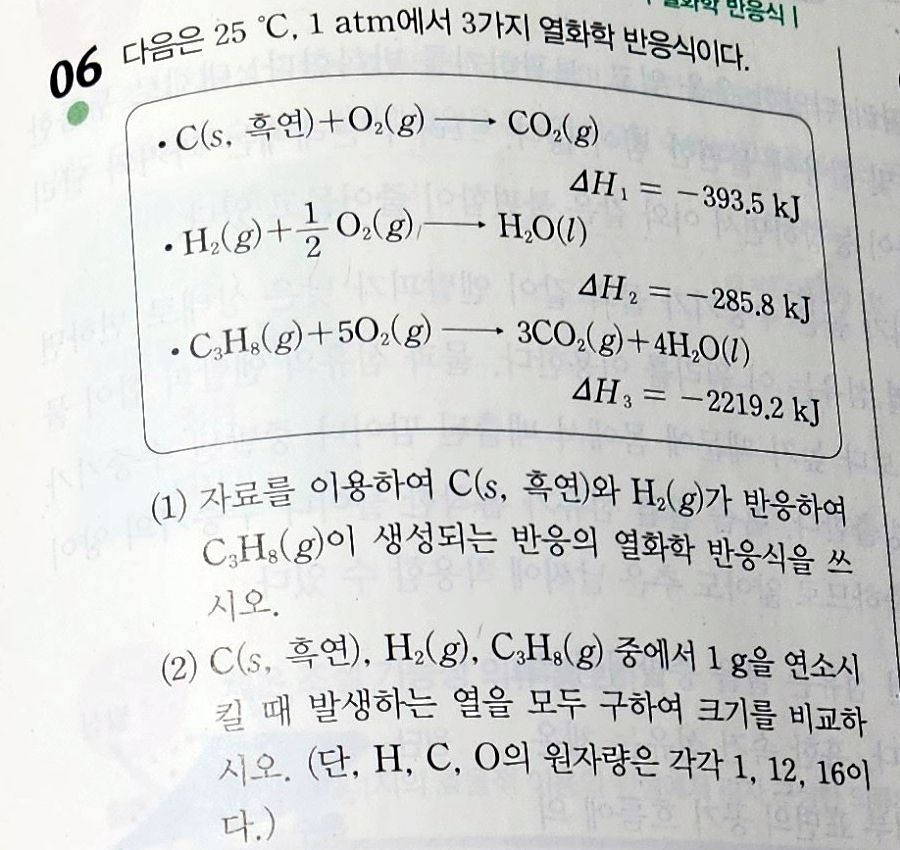 반응식 |
06 다음은 25 ℃, 1 atm에서 3가지 열화학 반응식이다.
• C(s, 흑연)+O₂(g) ⟶ CO₂(g)
ΔH₁ = −393.5 kJ
• H₂(g)+1/2 O₂(g) ⟶ H₂O(l)
ΔH₂ = −285.8 kJ
• C₃H₈(g)+5O₂(g) ⟶ 3CO₂(g)+4H₂O(l)
ΔH₃ = −2219.2 kJ
(1) 자료를 이용하여 C(s, 흑연)와 H₂(g)가 반응하여
C₃H₈(g)이 생성되는 반응의 열화학 반응식을 쓰
시오.
(2) C(s, 흑연), H₂(g), C₃H₈(g) 중에서 1 g을 연소시
킬 때 발생하는 열을 모두 구하여 크기를 비교하
시오. (단, H, C, O의 원자량은 각각 1, 12, 16이
다.)